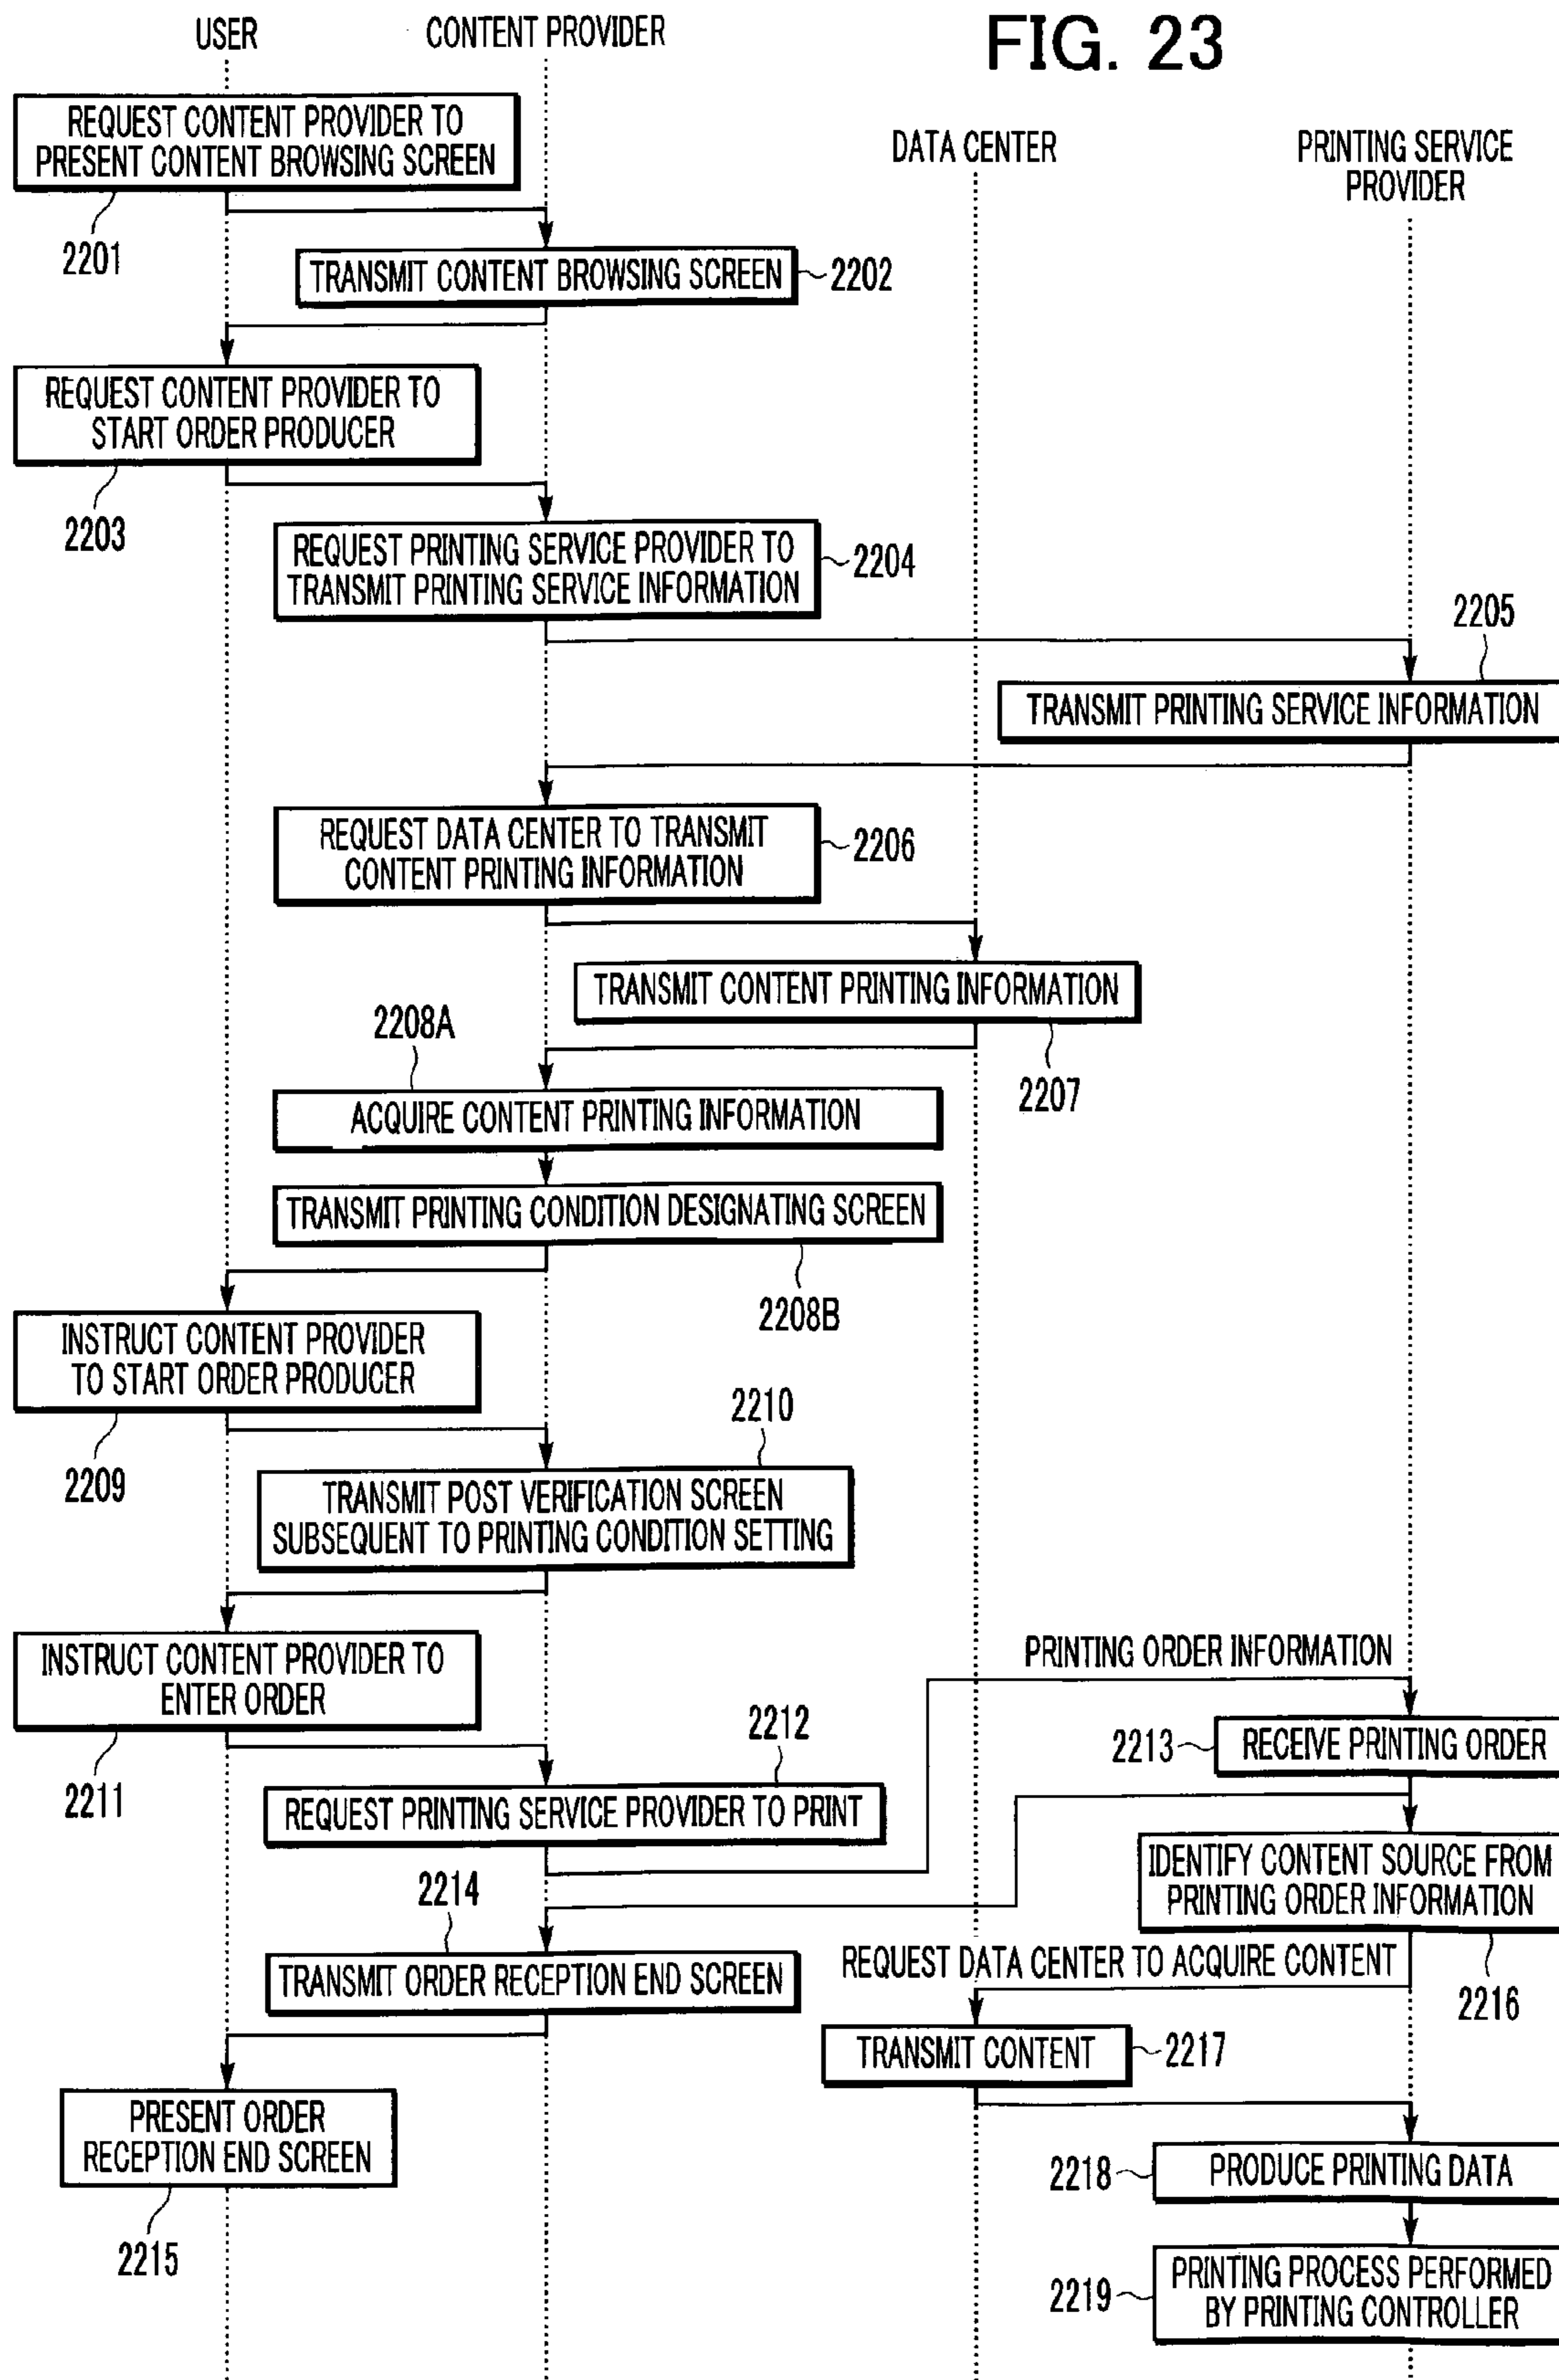 FIG. 23
USER
CONTENT PROVIDER
DATA CENTER
PRINTING SERVICE
PROVIDER
REQUEST CONTENT PROVIDER TO
PRESENT CONTENT BROWSING SCREEN
2201
TRANSMIT CONTENT BROWSING SCREEN
2202
REQUEST CONTENT PROVIDER TO
START ORDER PRODUCER
2203
REQUEST PRINTING SERVICE PROVIDER TO
TRANSMIT PRINTING SERVICE INFORMATION
2204
2205
TRANSMIT PRINTING SERVICE INFORMATION
REQUEST DATA CENTER TO TRANSMIT
CONTENT PRINTING INFORMATION
2206
TRANSMIT CONTENT PRINTING INFORMATION
2207
2208A
ACQUIRE CONTENT PRINTING INFORMATION
TRANSMIT PRINTING CONDITION DESIGNATING SCREEN
2208B
INSTRUCT CONTENT PROVIDER
TO START ORDER PRODUCER
2209
2210
TRANSMIT POST VERIFICATION SCREEN
SUBSEQUENT TO PRINTING CONDITION SETTING
INSTRUCT CONTENT PROVIDER TO
ENTER ORDER
2211
PRINTING ORDER INFORMATION
2212
REQUEST PRINTING SERVICE PROVIDER TO PRINT
2213
RECEIVE PRINTING ORDER
2214
TRANSMIT ORDER RECEPTION END SCREEN
IDENTIFY CONTENT SOURCE FROM
PRINTING ORDER INFORMATION
2216
REQUEST DATA CENTER TO ACQUIRE CONTENT
TRANSMIT CONTENT
2217
PRESENT ORDER
RECEPTION END SCREEN
2215
2218
PRODUCE PRINTING DATA
2219
PRINTING PROCESS PERFORMED
BY PRINTING CONTROLLER